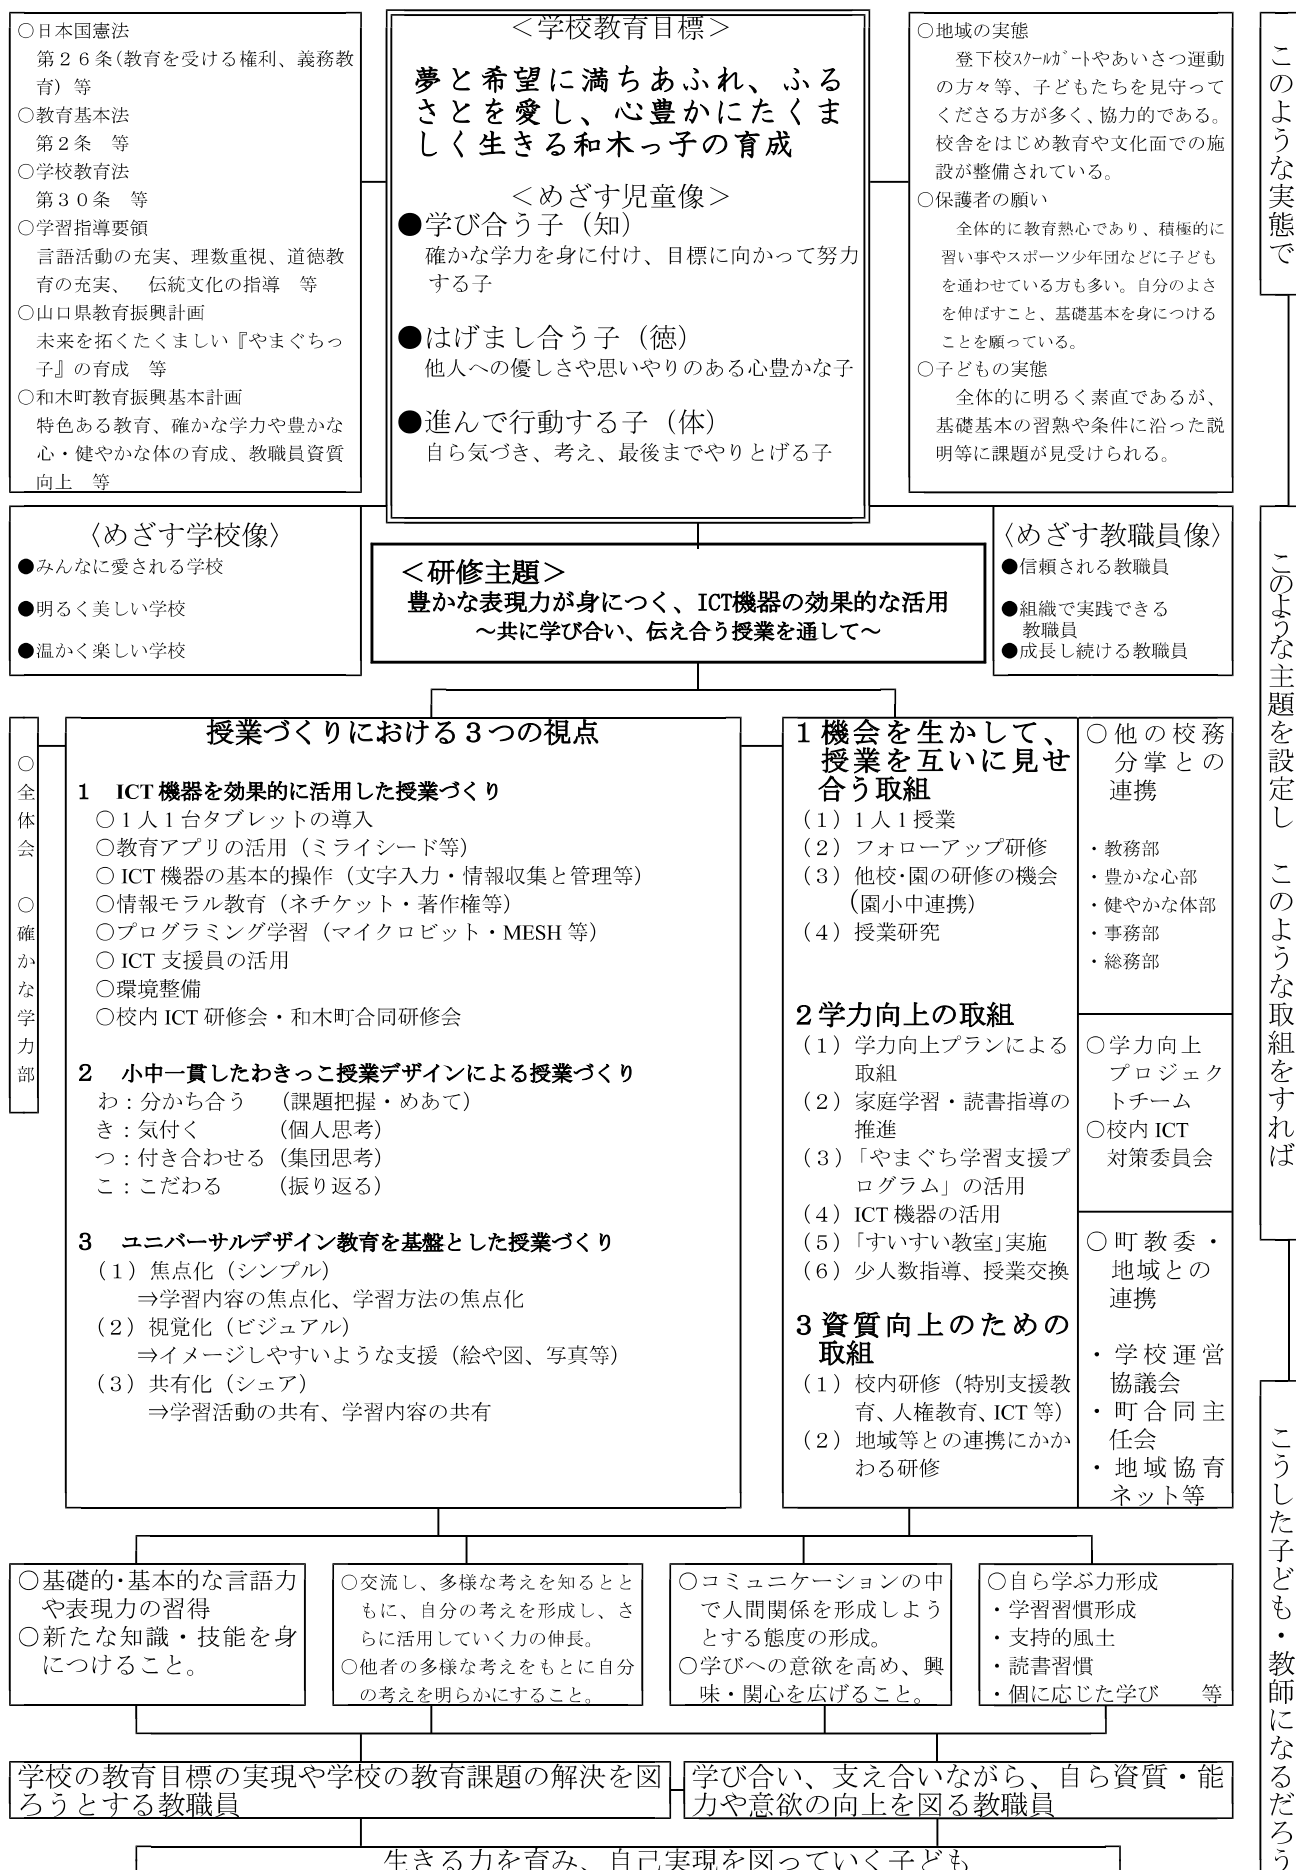 ○日本国憲法
第２６条(教育を受ける権利、義務教
育）等
○教育基本法
第２条　等
○学校教育法
第３０条　等
○学習指導要領
言語活動の充実、理数重視、道徳教
育の充実、　伝統文化の指導　等
○山口県教育振興計画
未来を拓くたくましい『やまぐちっ
子』の育成　等
○和木町教育振興基本計画
特色ある教育、確かな学力や豊かな
心・健やかな体の育成、教職員資質
向上　等
＜学校教育目標＞
夢と希望に満ちあふれ、ふる
さとを愛し、心豊かにたくま
しく生きる和木っ子の育成
＜めざす児童像＞
●学び合う子（知）
確かな学力を身に付け、目標に向かって努力
する子
●はげまし合う子（徳）
他人への優しさや思いやりのある心豊かな子
●進んで行動する子（体）
自ら気づき、考え、最後までやりとげる子
○地域の実態
登下校ｽｸｰﾙｶﾞｰﾄやあいさつ運動
の方々等、子どもたちを見守って
くださる方が多く、協力的である。
校舎をはじめ教育や文化面での施
設が整備されている。
○保護者の願い
全体的に教育熱心であり、積極的に
習い事やスポーツ少年団などに子ども
を通わせている方も多い。自分のよさ
を伸ばすこと、基礎基本を身につける
ことを願っている。
○子どもの実態
全体的に明るく素直であるが、
基礎基本の習熟や条件に沿った説
明等に課題が見受けられる。
このような実態で
〈めざす学校像〉
●みんなに愛される学校
●明るく美しい学校
●温かく楽しい学校
＜研修主題＞
豊かな表現力が身につく、ICT機器の効果的な活用
～共に学び合い、伝え合う授業を通して～
〈めざす教職員像〉
●信頼される教職員
●組織で実践できる
教職員
●成長し続ける教職員
このような主題を設定し　このような取組をすれば
○全体会　○確かな学力部
授業づくりにおける３つの視点
１　ICT 機器を効果的に活用した授業づくり
○１人１台タブレットの導入
○教育アプリの活用（ミライシード等）
○ ICT 機器の基本的操作（文字入力・情報収集と管理等）
○情報モラル教育（ネチケット・著作権等）
○プログラミング学習（マイクロビット・MESH 等）
○ ICT 支援員の活用
○環境整備
○校内 ICT 研修会・和木町合同研修会
２　小中一貫したわきっこ授業デザインによる授業づくり
わ：分かち合う　（課題把握・めあて）
き：気付く　　　（個人思考）
つ：付き合わせる（集団思考）
こ：こだわる　　（振り返る）
３　ユニバーサルデザイン教育を基盤とした授業づくり
（１）焦点化（シンプル）
⇒学習内容の焦点化、学習方法の焦点化
（２）視覚化（ビジュアル）
⇒イメージしやすいような支援（絵や図、写真等）
（３）共有化（シェア）
⇒学習活動の共有、学習内容の共有
１機会を生かして、
授業を互いに見せ
合う取組
（１）１人１授業
（２）フォローアップ研修
（３）他校・園の研修の機会
（園小中連携）
（４）授業研究
２学力向上の取組
（１）学力向上プランによる
取組
（２）家庭学習・読書指導の
推進
（３）「やまぐち学習支援プ
ログラム」の活用
（４）ICT 機器の活用
（５）「すいすい教室」実施
（６）少人数指導、授業交換
３資質向上のための
取組
（１）校内研修（特別支援教
育、人権教育、ICT 等）
（２）地域等との連携にかか
わる研修
○他の校務
分掌との
連携
・教務部
・豊かな心部
・健やかな体部
・事務部
・総務部
○学力向上
プロジェク
トチーム
○校内 ICT
対策委員会
○町教委・
地域との
連携
・学校運営
協議会
・町合同主
任会
・地域協育
ネット等
こうした子ども・教師になるだろう
○基礎的・基本的な言語力
や表現力の習得
○新たな知識・技能を身
につけること。
○交流し、多様な考えを知るとと
もに、自分の考えを形成し、さ
らに活用していく力の伸長。
○他者の多様な考えをもとに自分
の考えを明らかにすること。
○コミュニケーションの中
で人間関係を形成しよう
とする態度の形成。
○学びへの意欲を高め、興
味・関心を広げること。
○自ら学ぶ力形成
・学習習慣形成
・支持的風土
・読書習慣
・個に応じた学び　　等
学校の教育目標の実現や学校の教育課題の解決を図
ろうとする教職員
学び合い、支え合いながら、自ら資質・能
力や意欲の向上を図る教職員
生きる力を育み、自己実現を図っていく子ども